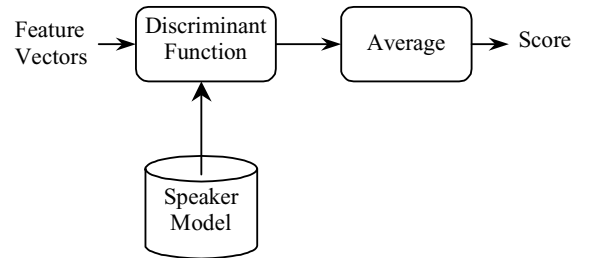 Feature
Vectors
Discriminant
Function
Average
Score
Speaker
Model